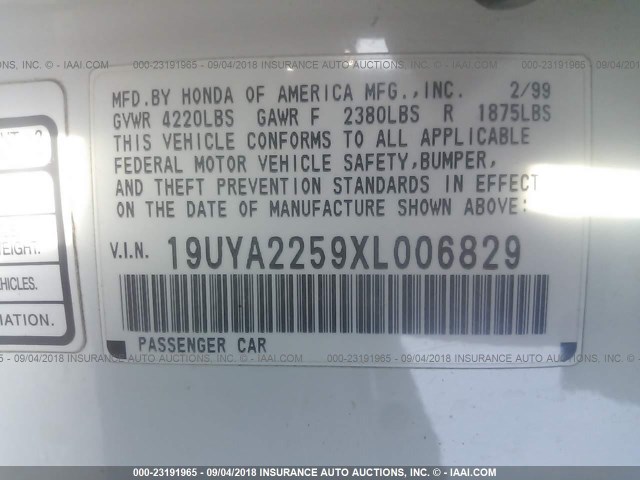 000-23191965 - 09/04/2018 INSURANCE AUTO AUCTIONS, INC. - © IAAI.COM
MFD.BY HONDA OF AMERICA MFG.,INC. 2/99
GVWR 4220LBS GAWR F 2380LBS R 1875LBS
THIS VEHICLE CONFORMS TO ALL APPLICABLE
FEDERAL MOTOR VEHICLE SAFETY,BUMPER,
AND THEFT PREVENTION STANDARDS IN EFFECT
ON THE DATE OF MANUFACTURE SHOWN ABOVE:
V.I.N. 19UYA2259XL006829
EIGHT.
HICLES.
MATION.
PASSENGER CAR
000-23191965 - 09/04/2018 INSURANCE AUTO AUCTIONS, INC. - © IAAI.COM
000-23191965 - 09/04/2018 INSURANCE AUTO AUCTIONS, INC. - © IAAI.COM